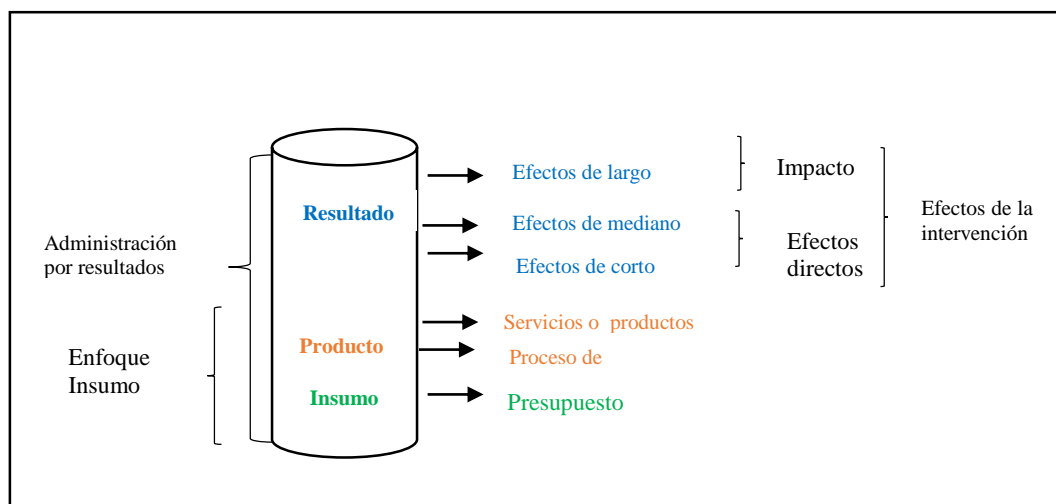 Administración
por resultados
Enfoque
Insumo
Resultado
Producto
Insumo
Efectos de largo
Efectos de mediano
Efectos de corto
Servicios o productos
Proceso de
Presupuesto
Impacto
Efectos
directos
Efectos de la
intervención